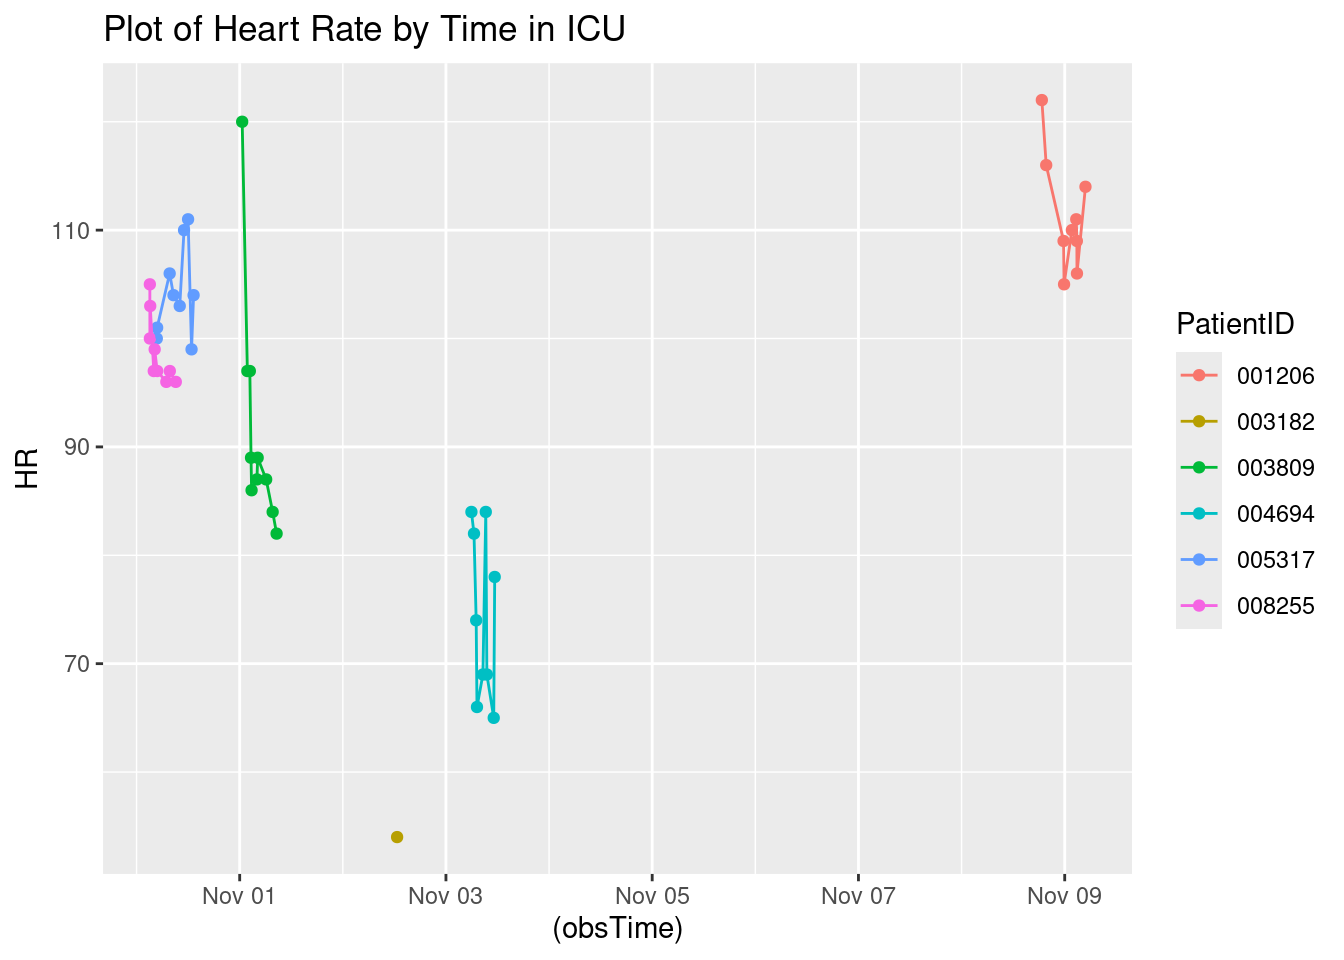 Plot of Heart Rate by Time in ICU
110
90
70
HR
Nov 01
Nov 03
Nov 05
Nov 07
Nov 09
(obsTime)
PatientID
001206
003182
003809
004694
005317
008255